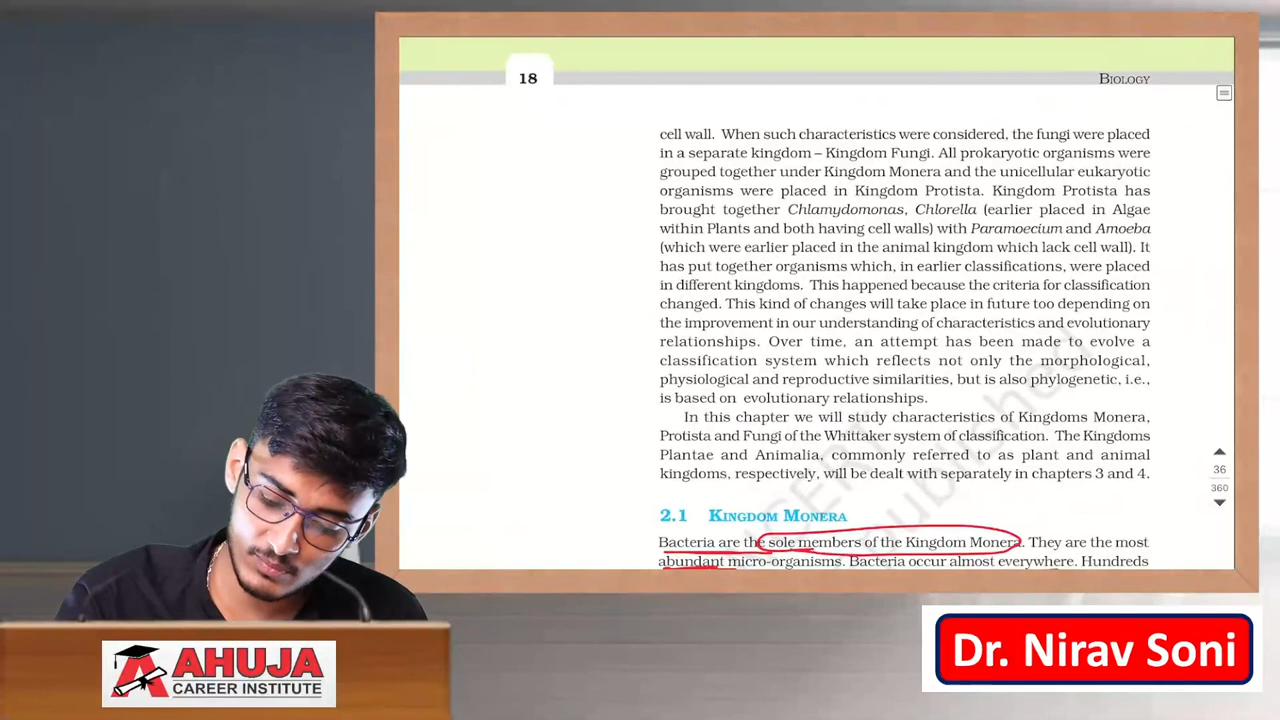 18
BIOLOGY
cell wall. When such characteristics were considered, the fungi were placed
in a separate kingdom – Kingdom Fungi. All prokaryotic organisms were
grouped together under Kingdom Monera and the unicellular eukaryotic
organisms were placed in Kingdom Protista. Kingdom Protista has
brought together Chlamydomonas, Chlorella (earlier placed in Algae
within Plants and both having cell walls) with Paramoecium and Amoeba
(which were earlier placed in the animal kingdom which lack cell wall). It
has put together organisms which, in earlier classifications, were placed
in different kingdoms. This happened because the criteria for classification
changed. This kind of changes will take place in future too depending on
the improvement in our understanding of characteristics and evolutionary
relationships. Over time, an attempt has been made to evolve a
classification system which reflects not only the morphological,
physiological and reproductive similarities, but is also phylogenetic, i.e.,
is based on evolutionary relationships.
In this chapter we will study characteristics of Kingdoms Monera,
Protista and Fungi of the Whittaker system of classification. The Kingdoms
Plantae and Animalia, commonly referred to as plant and animal
kingdoms, respectively, will be dealt with separately in chapters 3 and 4.
2.1 KINGDOM MONERA
Bacteria are the sole members of the Kingdom Monera. They are the most
abundant micro-organisms. Bacteria occur almost everywhere. Hundreds
36
360
published
AHUJA
CAREER INSTITUTE
Dr. Nirav Soni